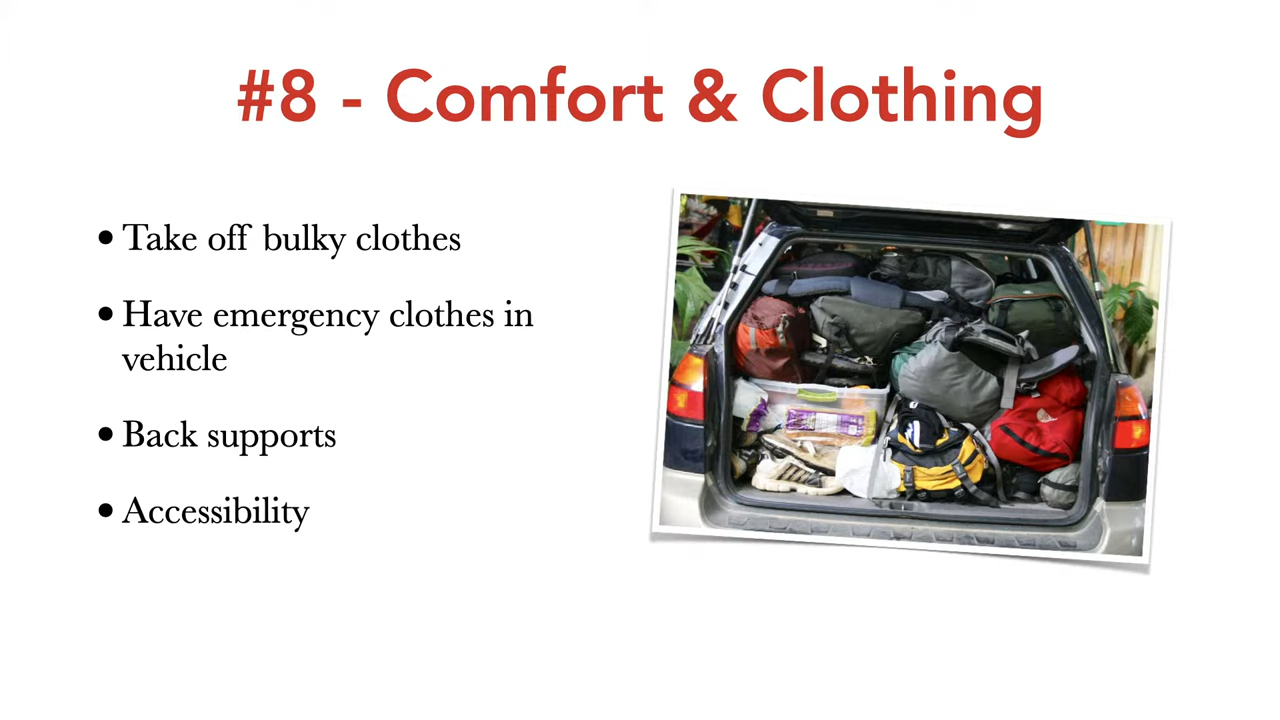 #8 - Comfort & Clothing
• Take off bulky clothes
• Have emergency clothes in
vehicle
• Back supports
• Accessibility